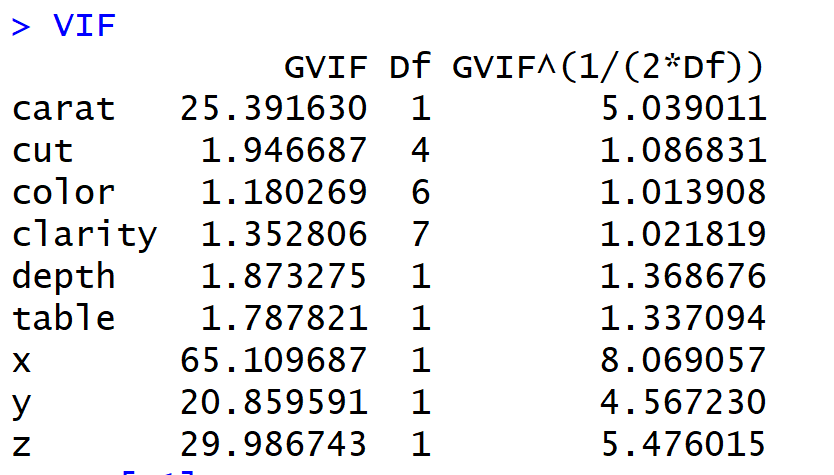 > VIF
GVIF Df GVIF^(1/(2*Df))
carat 25.391630 1 5.039011
cut 1.946687 4 1.086831
color 1.180269 6 1.013908
clarity 1.352806 7 1.021819
depth 1.873275 1 1.368676
table 1.787821 1 1.337094
x 65.109687 1 8.069057
y 20.859591 1 4.567230
z 29.986743 1 5.476015